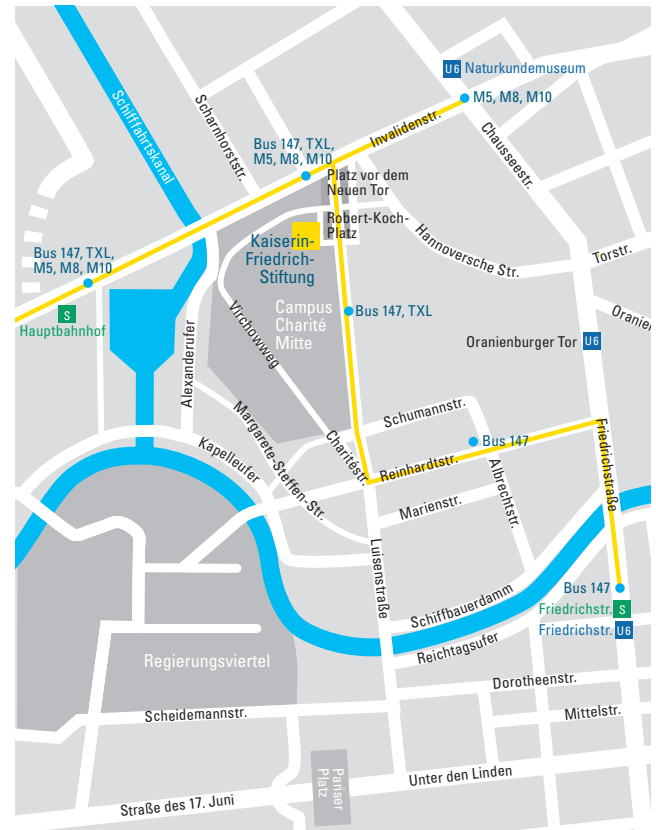 U6 Naturkundemuseum
M5, M8, M10
Schifffahrtskanal
Scharnhorststr.
Invalidenstr.
Chausseestr.
Bus 147, TXL,
M5, M8, M10
Platz vor dem
Neuen Tor
Robert-Koch-
Platz
Kaiserin-
Friedrich-
Stiftung
Hannoversche Str.
Torstr.
Bus 147, TXL,
M5, M8, M10
S
Hauptbahnhof
Campus
Charité
Mitte
Bus 147, TXL
Oranien
Oranienburger Tor U6
Virchowweg
Alexanderufer
Margarete-Steffen-Str.
Schumannstr.
Charitéstr.
Kapelleufer
Reinhardtstr.
Bus 147
Albrechtstr.
Friedrichstraße
Marienstr.
Luisenstraße
Schiffbauerdamm
Bus 147
Friedrichstr. S
Friedrichstr. U6
Reichtagsufer
Regierungsviertel
Dorotheenstr.
Scheidemannstr.
Mittelstr.
Pariser
Platz
Unter den Linden
Straße des 17. Juni